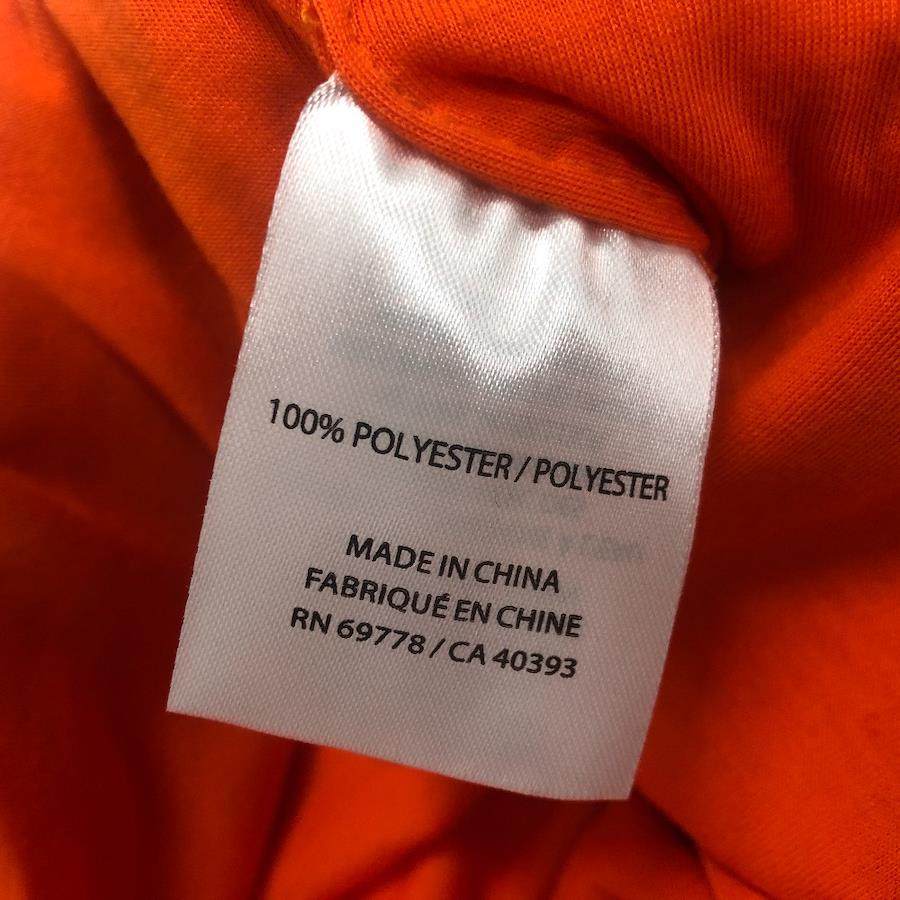 100% POLYESTER / POLYESTER
MADE IN CHINA
FABRIQUÉ EN CHINE
RN 69778 / CA 40393